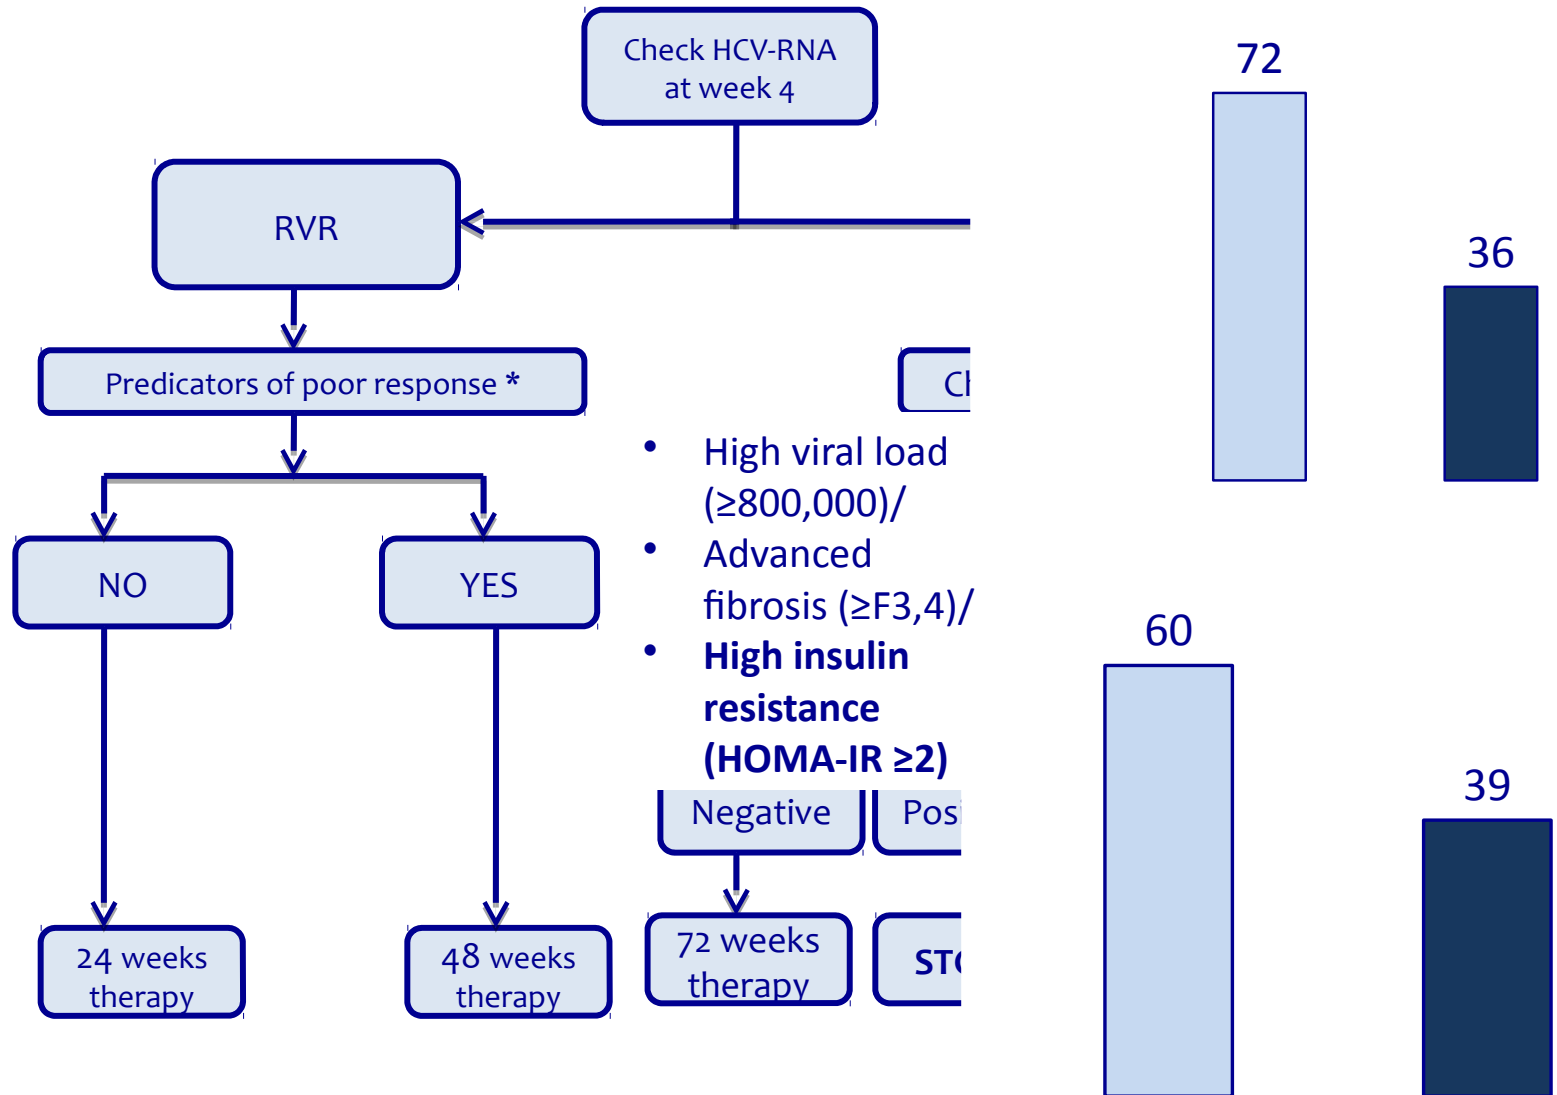 Check HCV-RNA
at week 4
72
RVR
36
Predicators of poor response *
• High viral load
(≥800,000)/
• Advanced
fibrosis (≥F3,4)/
• High insulin
resistance
(HOMA-IR ≥2)
NO
YES
60
39
Negative
24 weeks
therapy
48 weeks
therapy
72 weeks
therapy